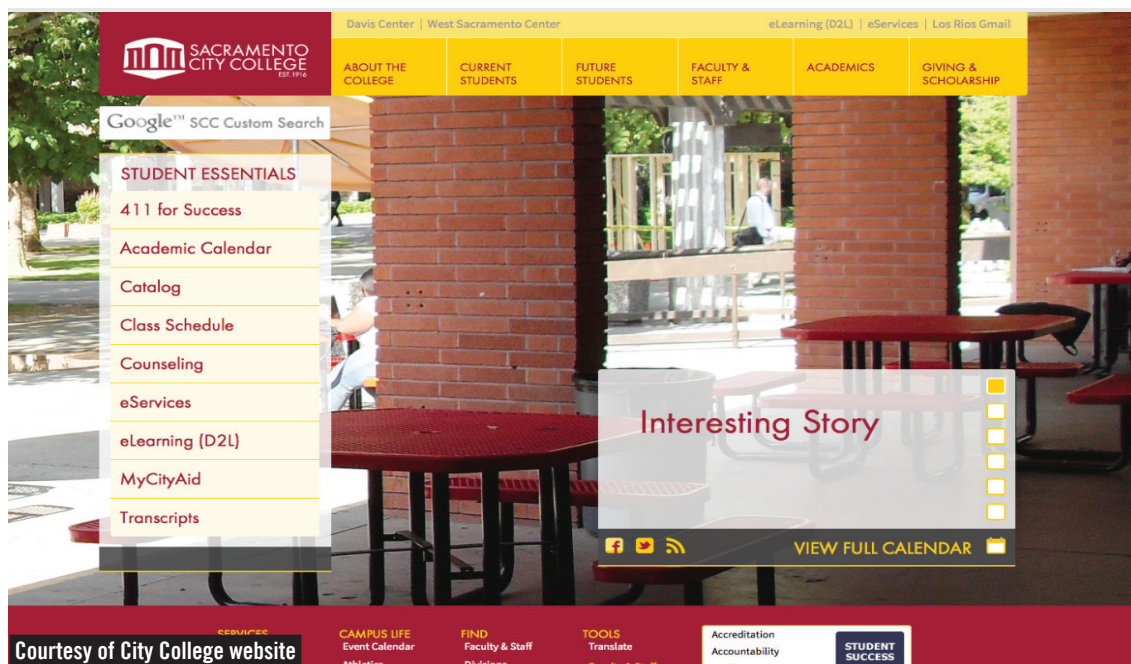 Davis Center | West Sacramento Center
eLearning (D2L) | eServices | Los Rios Gmail
SACRAMENTO
CITY COLLEGE
EST.1916
ABOUT THE
COLLEGE
CURRENT
STUDENTS
FUTURE
STUDENTS
FACULTY &
STAFF
ACADEMICS
GIVING &
SCHOLARSHIP
Google™ SCC Custom Search
STUDENT ESSENTIALS
411 for Success
Academic Calendar
Catalog
Class Schedule
Counseling
eServices
eLearning (D2L)
MyCityAid
Transcripts
Interesting Story
VIEW FULL CALENDAR
SERVICES
CAMPUS LIFE
Event Calendar
Athletics
FIND
Faculty & Staff
Divisions
TOOLS
Translate
Accreditation
Accountability
STUDENT
SUCCESS
Courtesy of City College website